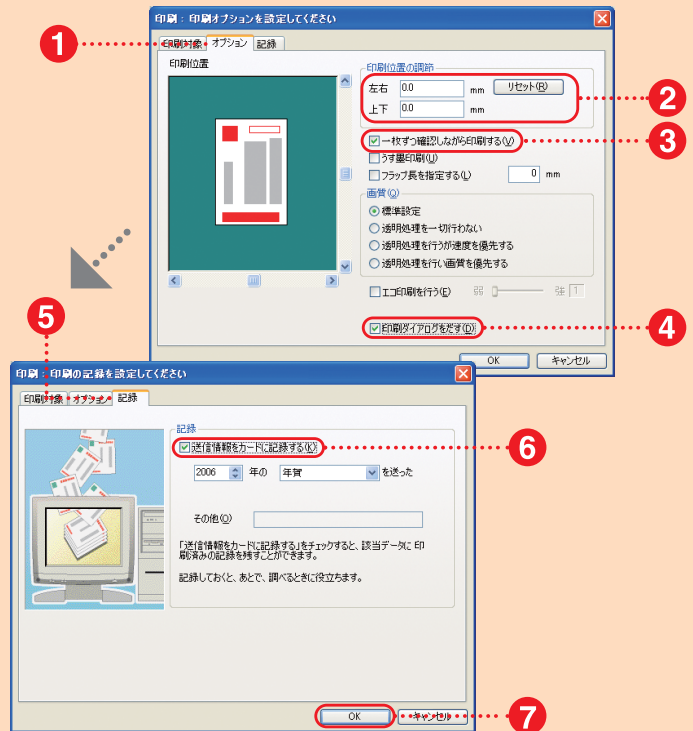 印刷：印刷オプションを設定してください
1
印刷対象 オプション 記録
印刷位置
印刷位置の調節
左右 0.0 mm リセット(R)
上下 0.0 mm
2
一枚ずつ確認しながら印刷する(V)
3
うす墨印刷(U)
フラップ長を指定する(L) 0 mm
画質(Q)
標準設定
透明処理を一切行わない
透明処理を行うが速度を優先する
透明処理を行い画質を優先する
エコ印刷を行う(E) 弱 強 1
印刷ダイアログをだす(D)
4
OK キャンセル
5
印刷：印刷の記録を設定してください
印刷対象 オプション 記録
記録
送信情報をカードに記録する(K)
6
2006 年の 年賀 を送った
その他(O)
「送信情報をカードに記録する」をチェックすると、該当データに 印
刷済みの記録を残すことができます。
記録しておくと、あとで、調べるときに役立ちます。
OK キャンセル
7